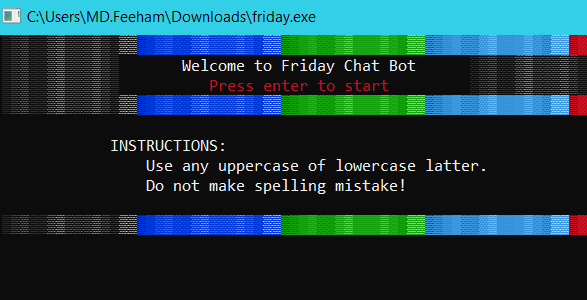 C:\Users\MD.Feeham\Downloads\friday.exe
Welcome to Friday Chat Bot
Press enter to start
INSTRUCTIONS:
Use any uppercase of lowercase latter.
Do not make spelling mistake!